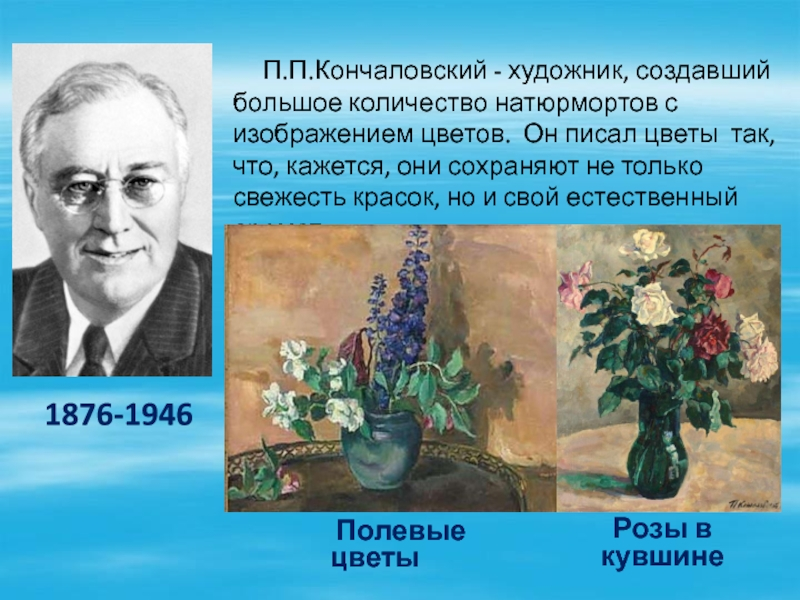 П.П.Кончаловский - художник, создавший
большое количество натюрмортов с
изображением цветов. Он писал цветы так,
что, кажется, они сохраняют не только
свежесть красок, но и свой естественный
1876-1946
Полевые
цветы
Розы в
кувшине